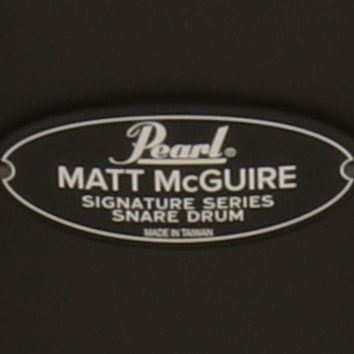 Pearl®
MATT McGUIRE
SIGNATURE SERIES
SNARE DRUM
MADE IN TAIWAN